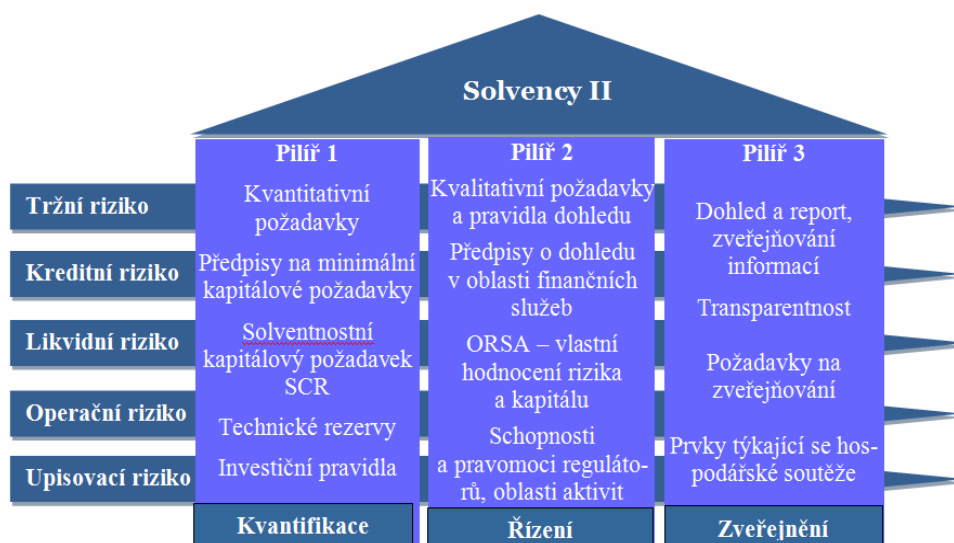 Solvency II
Pilíř 1
Pilíř 2
Pilíř 3
Tržní riziko
Kreditní riziko
Likvidní riziko
Operační riziko
Upisovací riziko
Kvantitativní
požadavky
Předpisy na minimální
kapitálové požadavky
Solventnostní
kapitálový požadavek
SCR
Technické rezervy
Investiční pravidla
Kvalitativní požadavky
a pravidla dohledu
Předpisy o dohledu
v oblasti finančních
služeb
ORSA – vlastní
hodnocení rizika
a kapitálu
Schopnosti
a pravomoci reguláto-
rů, oblasti aktivit
Dohled a report,
zveřejňování
informací
Transparentnost
Požadavky na
zveřejňování
Prvky týkající se hos-
podářské soutěže
Kvantifikace
Řízení
Zveřejnění